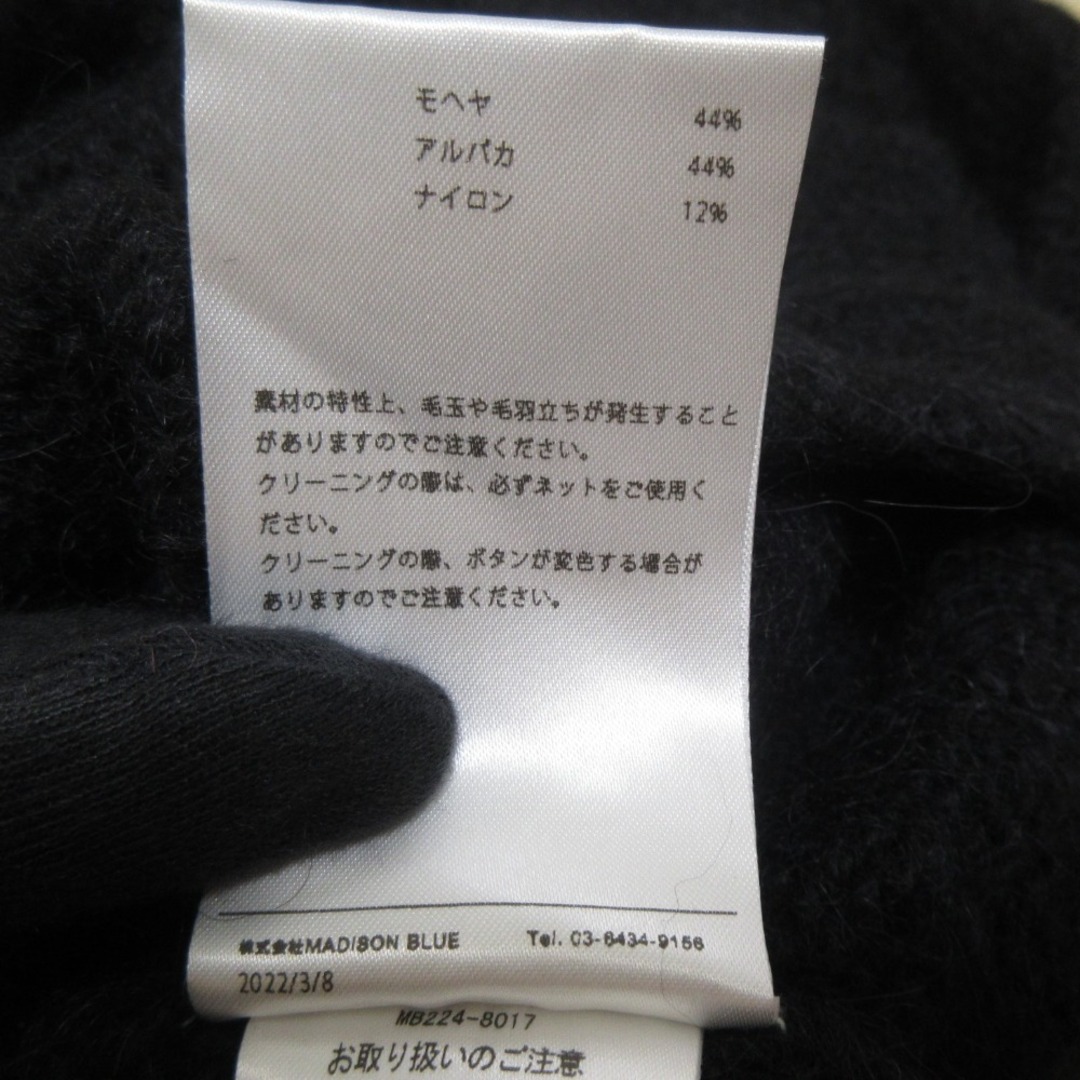 モヘヤ 44%
アルパカ 44%
ナイロン 12%
素材の特性上、毛玉や毛羽立ちが発生すること
がありますのでご注意ください。
クリーニングの際は、必ずネットをご使用く
ださい。
クリーニングの際、ボタンが変色する場合が
ありますのでご注意ください。
株式会社MADISON BLUE Tel. 03-6434-9156
2022/3/8
MB224-8017
お取り扱いのご注意